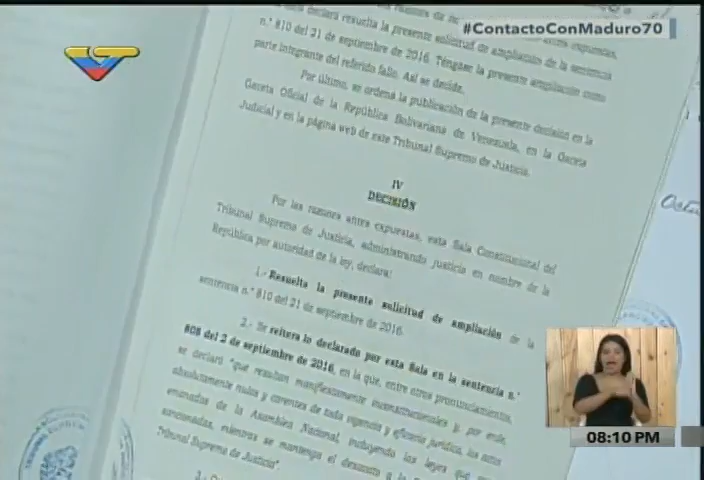 #ContactoConMaduro70
declara resuelta la presente solicitud de ampliación de la sentencia
n.° 810 del 21 de septiembre de 2016. Téngase la presente ampliación como
parte integrante del referido fallo. Así se decide.
Por último, se ordena la publicación de la presente decisión en la
Gaceta Oficial de la República Bolivariana de Venezuela, en la Gaceta
Judicial y en la página web de este Tribunal Supremo de Justicia.
IV
DECISIÓN
Por las razones antes expuestas, esta Sala Constitucional del
Tribunal Supremo de Justicia, administrando justicia en nombre de la
República por autoridad de la ley, declara:
1.- Resuelta la presente solicitud de ampliación de la
sentencia n.° 810 del 21 de septiembre de 2016.
2.- Se reitera lo declarado por esta Sala en la sentencia n.°
808 del 2 de septiembre de 2016, en la que, entre otros pronunciamientos,
se declaró "que resultan manifiestamente inconstitucionales y, por ende,
absolutamente nulos y carentes de toda vigencia y eficacia jurídica, los actos
emanados de la Asamblea Nacional, incluyendo las leyes que
sancionadas, mientras se mantenga el desacato a la
Tribunal Supremo de Justicia".
08:10 PM